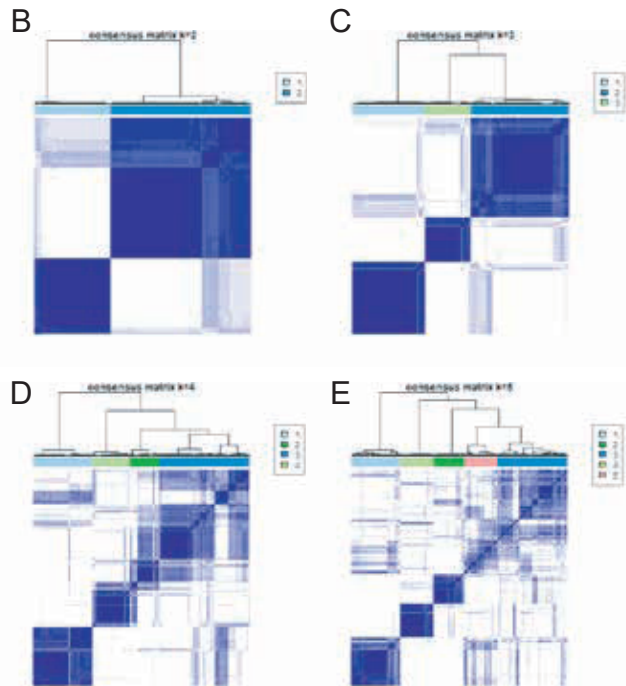 B
consensus matrix k=2
1
2
C
consensus matrix k=3
1
2
3
D
consensus matrix k=4
1
2
3
4
E
consensus matrix k=5
1
2
3
4
5